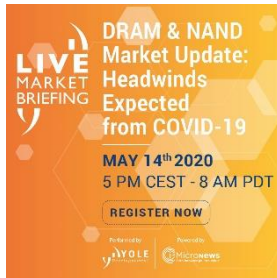 LIVE
MARKET
BRIEFING
DRAM & NAND
Market Update:
Headwinds
Expected
from COVID-19
MAY 14th 2020
5 PM CEST - 8 AM PDT
REGISTER NOW
Performed by
YOLE
Powered by
Micronews